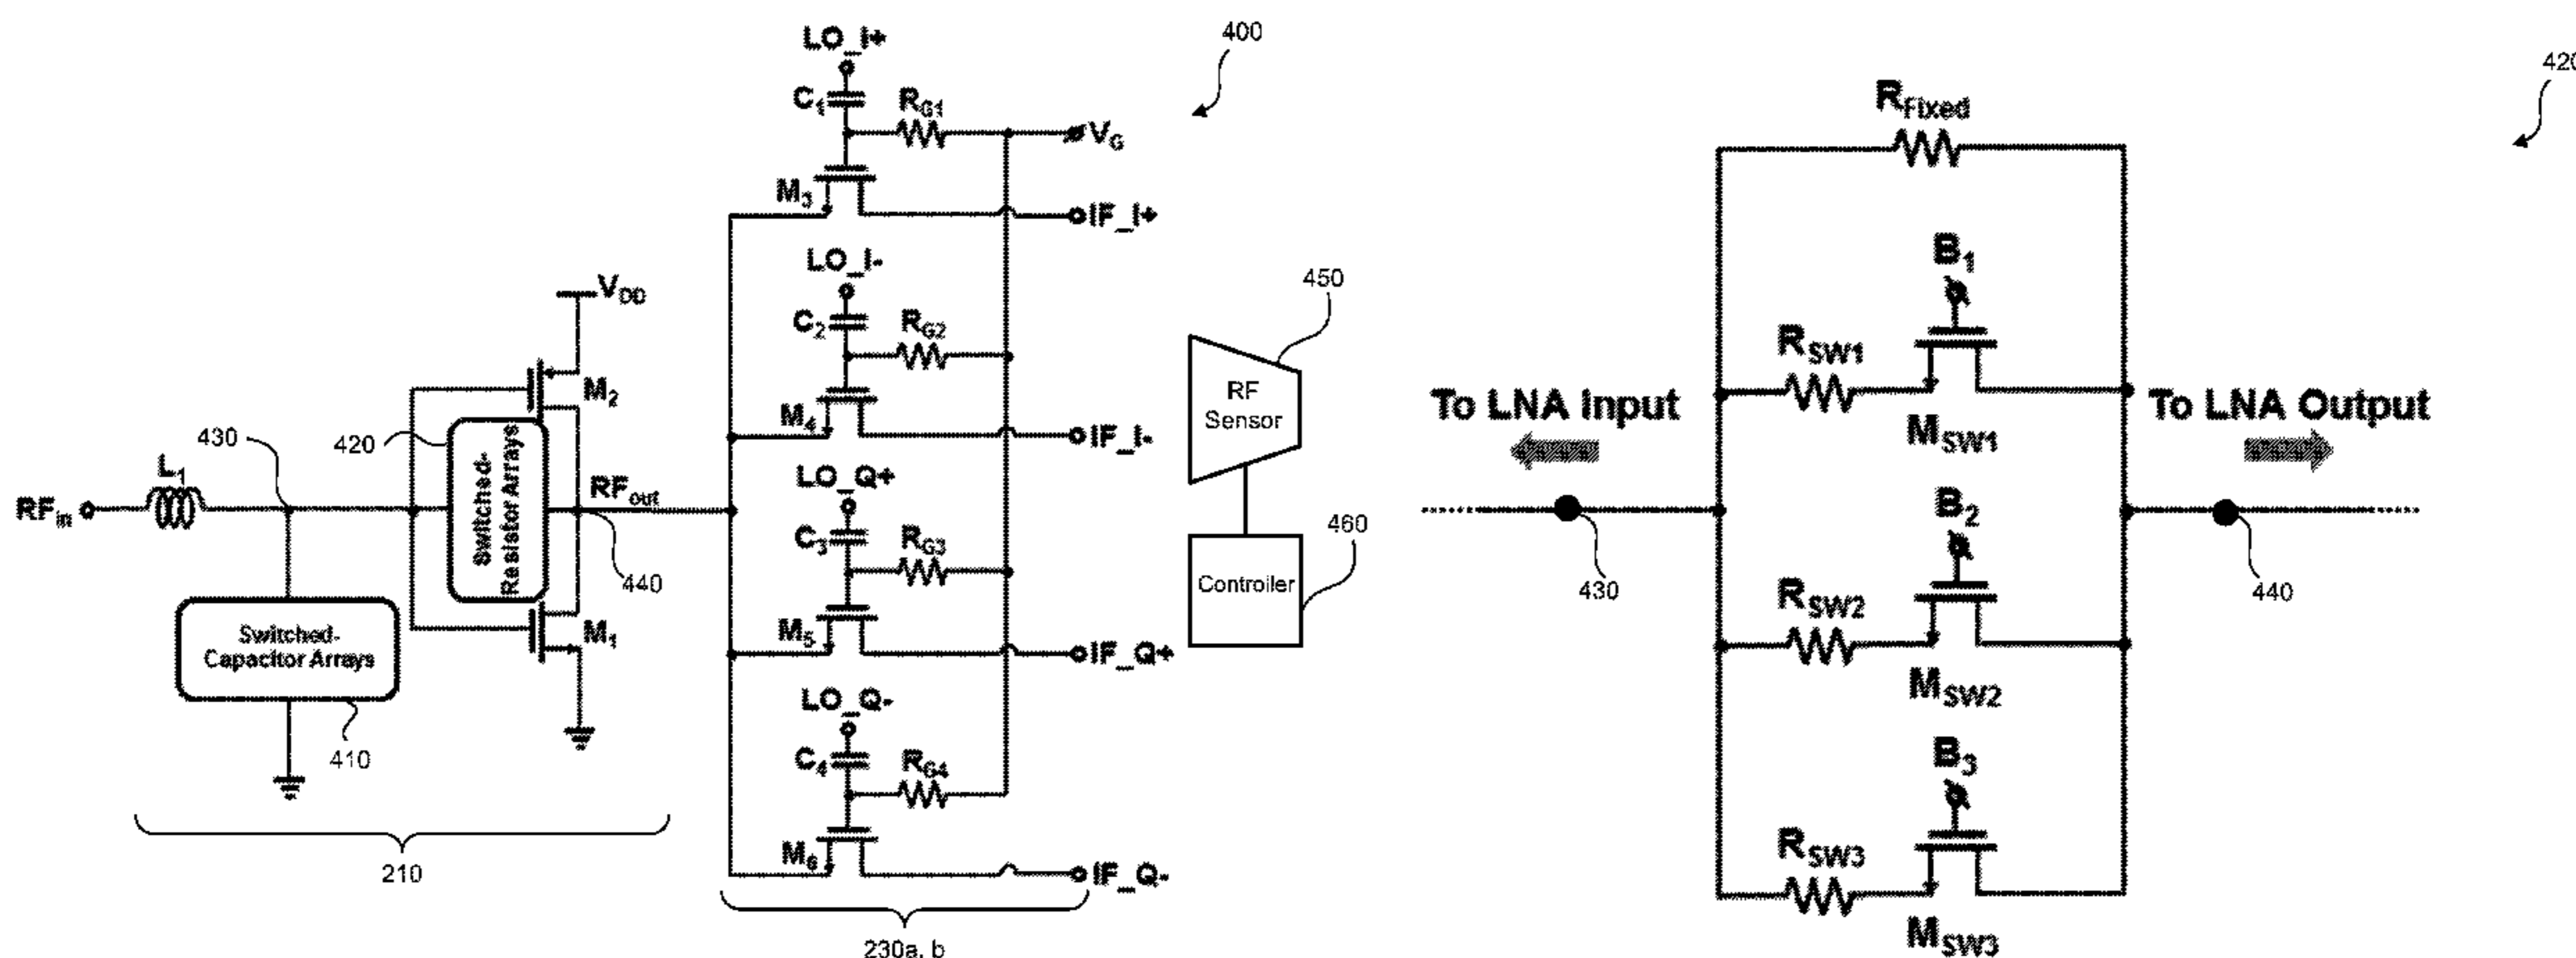 LO_I+
400
C1
RG1
VG
M3
IF_I+
LO_I-
C2
RG2
M4
IF_I-
VDD
M2
430
420
L1
RFin
Switched-
Resistor Arrays
RFout
440
M1
Switched-
Capacitor Arrays
410
210
LO_Q+
C3
RG3
M5
IF_Q+
LO_Q-
C4
RG4
M6
IF_Q-
230a, b
450
RF
Sensor
460
Controller
420
RFixed
B1
RSW1
MSW1
To LNA Input
To LNA Output
430
440
B2
RSW2
MSW2
B3
RSW3
MSW3